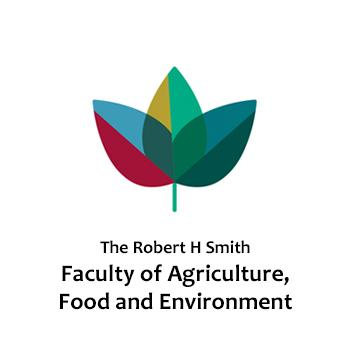 The Robert H Smith
Faculty of Agriculture,
Food and Environment